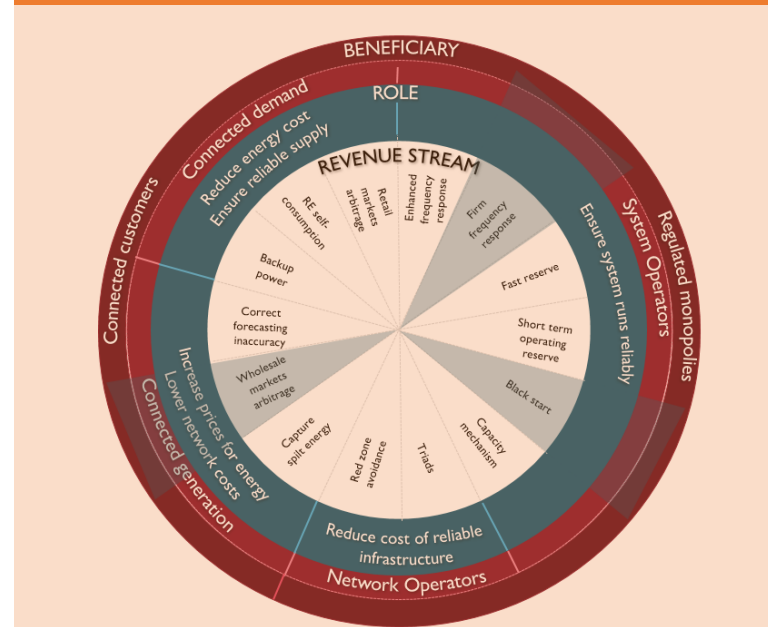 BENEFICIARY
ROLE
REVENUE STREAM
Connected customers
Regulated monopolies
Connected demand
System Operators
Network Operators
Connected generation
Reduce energy cost
Ensure reliable supply
Ensure system runs reliably
Reduce cost of reliable
infrastructure
Increase prices for energy
Lower network costs
Enhanced
frequency
response
Firm
frequency
response
Fast reserve
Short term
operating
reserve
Black start
Capacity
mechanism
Triads
Red zone
avoidance
Capture
spilt energy
Wholesale
markets
arbitrage
Correct
forecasting
inaccuracy
Backup
power
RE self-
consumption
Retail
markets
arbitrage